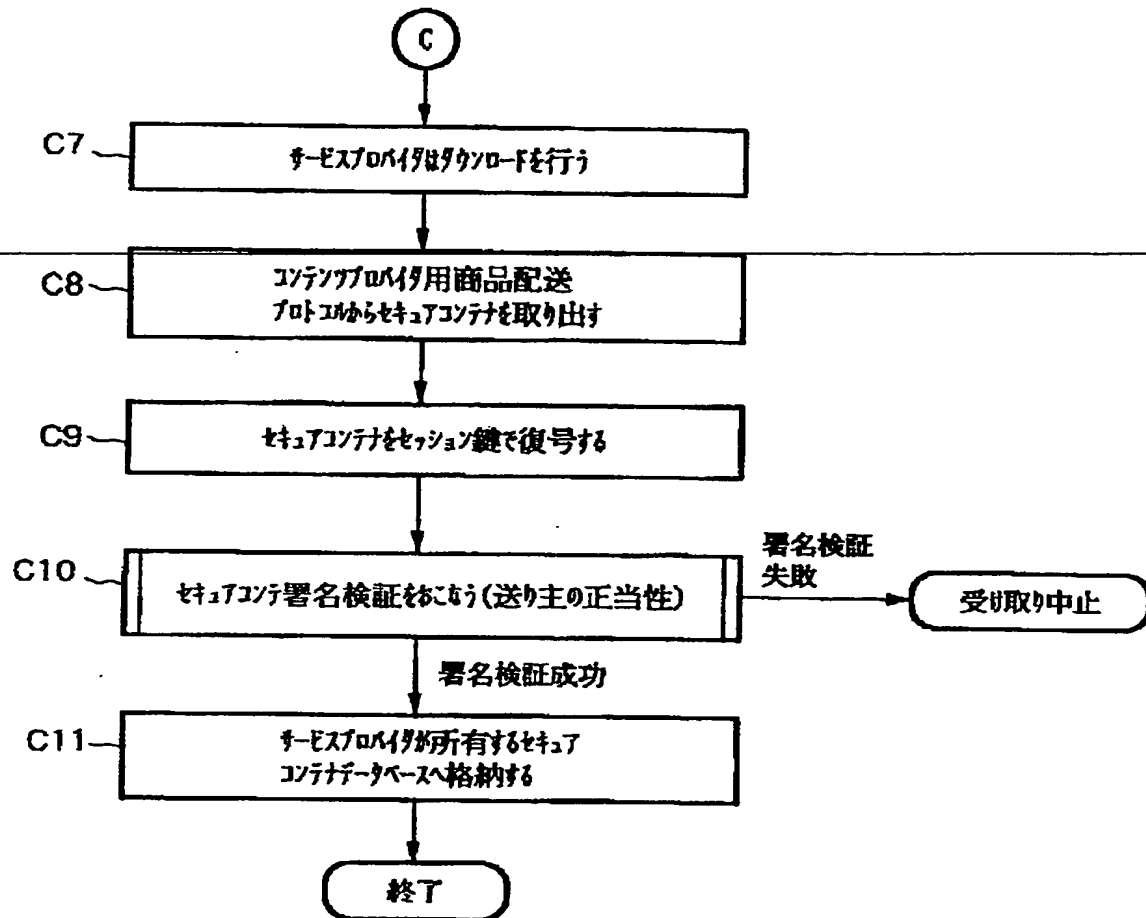 C
C7
サービスプロバイダはダウンロードを行う
C8
コンテンツプロバイダ用商品配送
プロトコルからセキュアコンテナを取り出す
C9
セキュアコンテナをセッション鍵で復号する
C10
セキュアコンテ署名検証をおこなう(送り主の正当性)
署名検証
失敗
受け取り中止
署名検証成功
C11
サービスプロバイダが所有するセキュア
コンテナデータベースへ格納する
終了